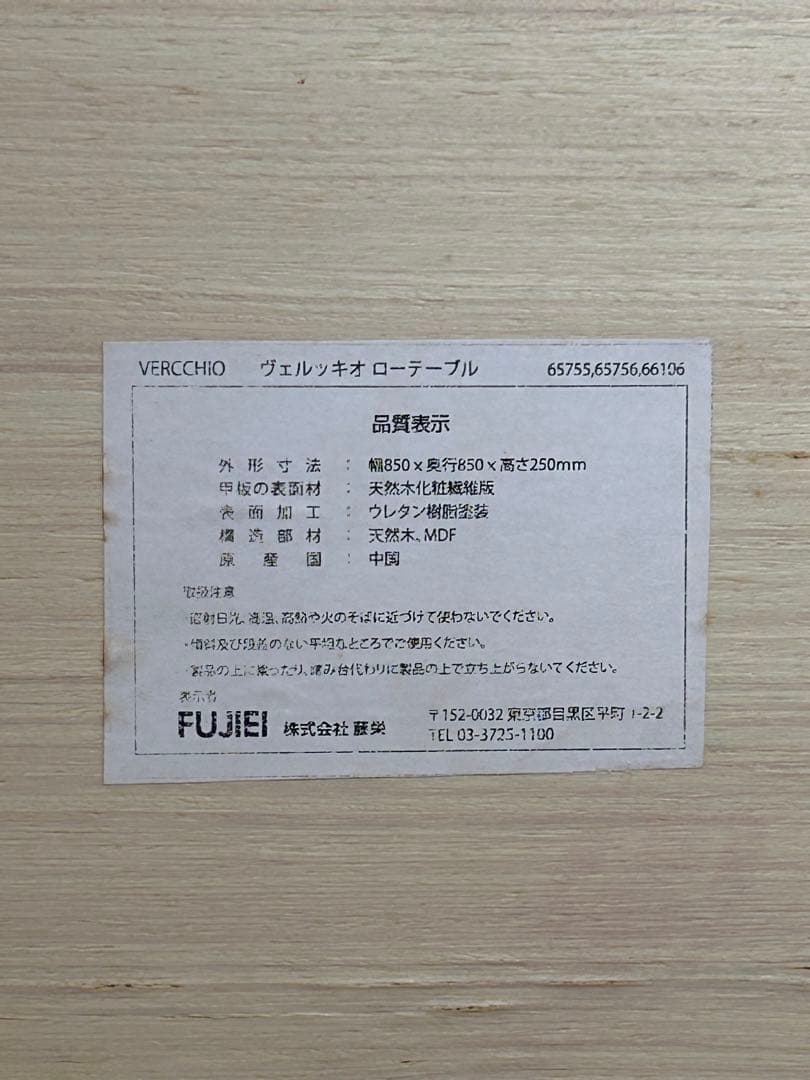 VERCCHIO ヴェルッキオ ローテーブル 65755,65756,66106
品質表示
外形寸法 : 幅850×奥行850×高さ250mm
甲板の表面材 : 天然木化粧繊維版
表面加工 : ウレタン樹脂塗装
構造部材 : 天然木、MDF
原産国 : 中国
取扱注意
・直射日光、高温、高熱や火のそばに近づけて使わないでください。
・傾斜及び段差のない平坦なところでご使用ください。
・製品の上に乗ったり、踏み台代わりに製品の上で立ち上がらないてください。
表示者
FUJIEI 株式会社 藤栄 〒152-0032 東京都目黒区平町 1-2-2
TEL 03-3725-1100